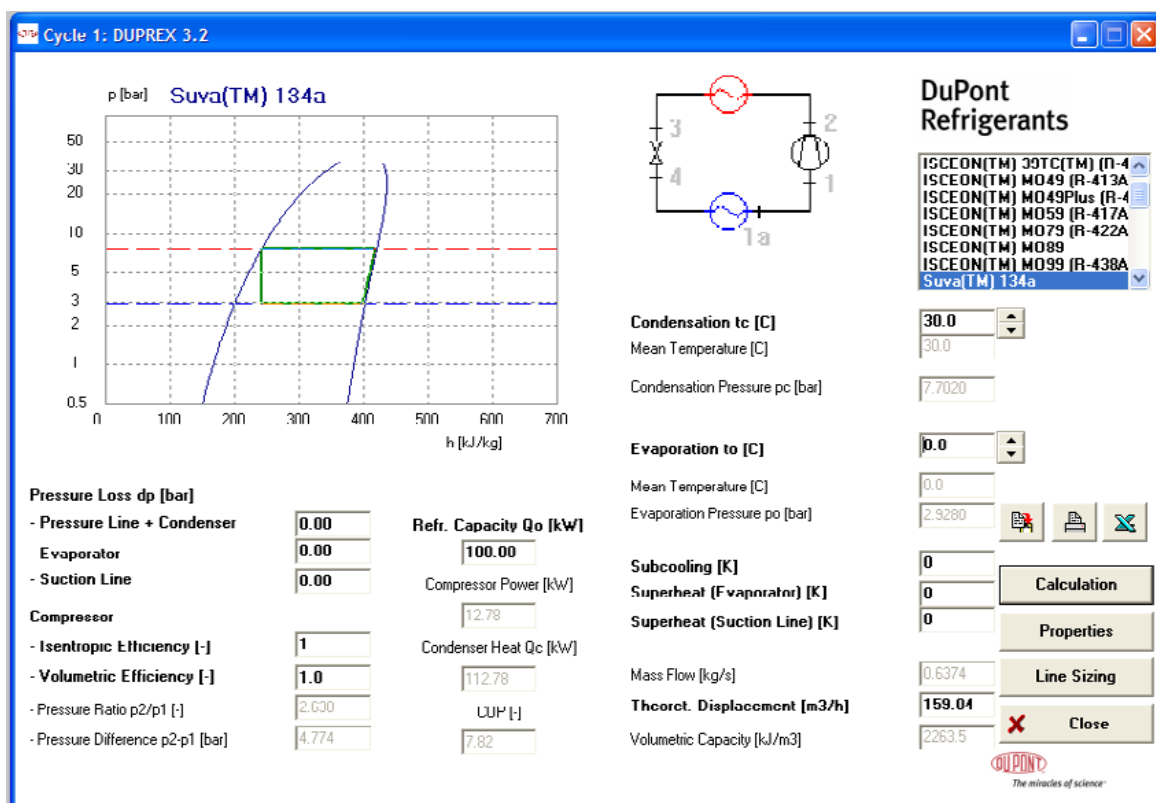 Cycle 1: DUPREX 3.2
p [bar] Suva(TM) 134a
50
30
20
10
5
3
2
1
0.5
0 100 200 300 400 500 600 700
h [kJ/kg]
3 2
4 1
1a
DuPont
Refrigerants
ISCEON(TM) 39TC(TM) (R-4
ISCEON(TM) MO49 (R-413A
ISCEON(TM) MO49Plus (R-4
ISCEON(TM) MO59 (R-417A
ISCEON(TM) MO79 (R-422A
ISCEON(TM) MO89
ISCEON(TM) MO99 (R-438A
Suva(TM) 134a
Condensation tc [C] 30.0
Mean Temperature [C] 30.0
Condensation Pressure pc [bar] 7.7020
Evaporation to [C] 0.0
Mean Temperature [C] 0.0
Evaporation Pressure po [bar] 2.9280
Subcooling [K] 0
Superheat (Evaporator) [K] 0
Superheat (Suction Line) [K] 0
Mass Flow [kg/s] 0.6374
Theoret. Displacement [m3/h] 159.04
Volumetric Capacity [kJ/m3] 2263.5
Pressure Loss dp [bar]
- Pressure Line + Condenser 0.00
Evaporator 0.00
- Suction Line 0.00
Compressor
- Isentropic Efficiency [-] 1
- Volumetric Efficiency [-] 1.0
- Pressure Ratio p2/p1 [-] 2.630
- Pressure Difference p2-p1 [bar] 4.774
Refr. Capacity Qo [kW]
100.00
Compressor Power [kW]
12.78
Condenser Heat Qc [kW]
112.78
COP [-]
7.82
Calculation
Properties
Line Sizing
Close
DUPONT
The miracles of science™